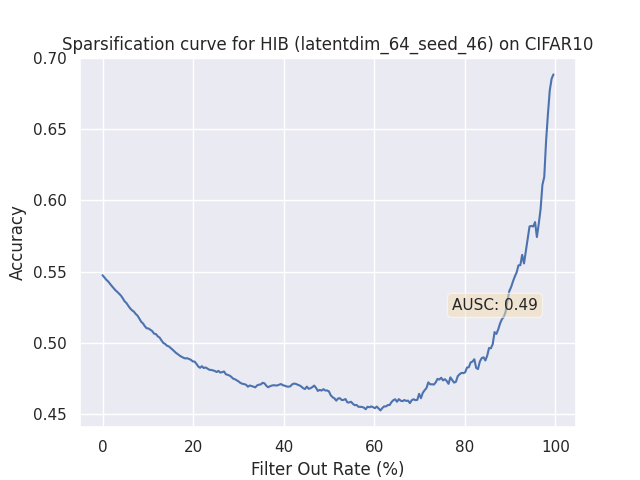 Sparsification curve for HIB (latentdim_64_seed_46) on CIFAR10
0.70
0.65
0.60
0.55
0.50
0.45
Accuracy
AUSC: 0.49
0 20 40 60 80 100
Filter Out Rate (%)